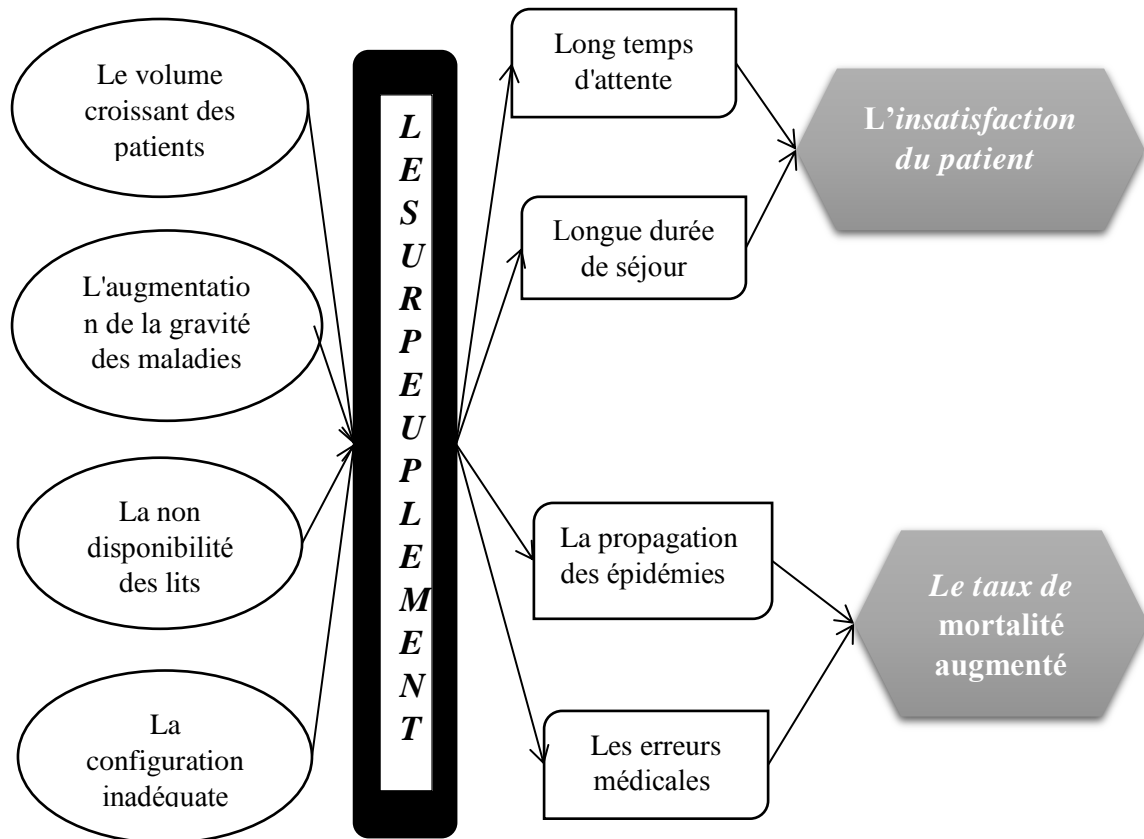 Le volume
croissant des
patients
L'augmentatio
n de la gravité
des maladies
La non
disponibilité
des lits
La
configuration
inadéquate
L
E
S
U
R
P
E
U
P
L
E
M
E
N
T
Long temps
d'attente
Longue durée
de séjour
La propagation
des épidémies
Les erreurs
médicales
L'insatisfaction
du patient
Le taux de
mortalité
augmenté